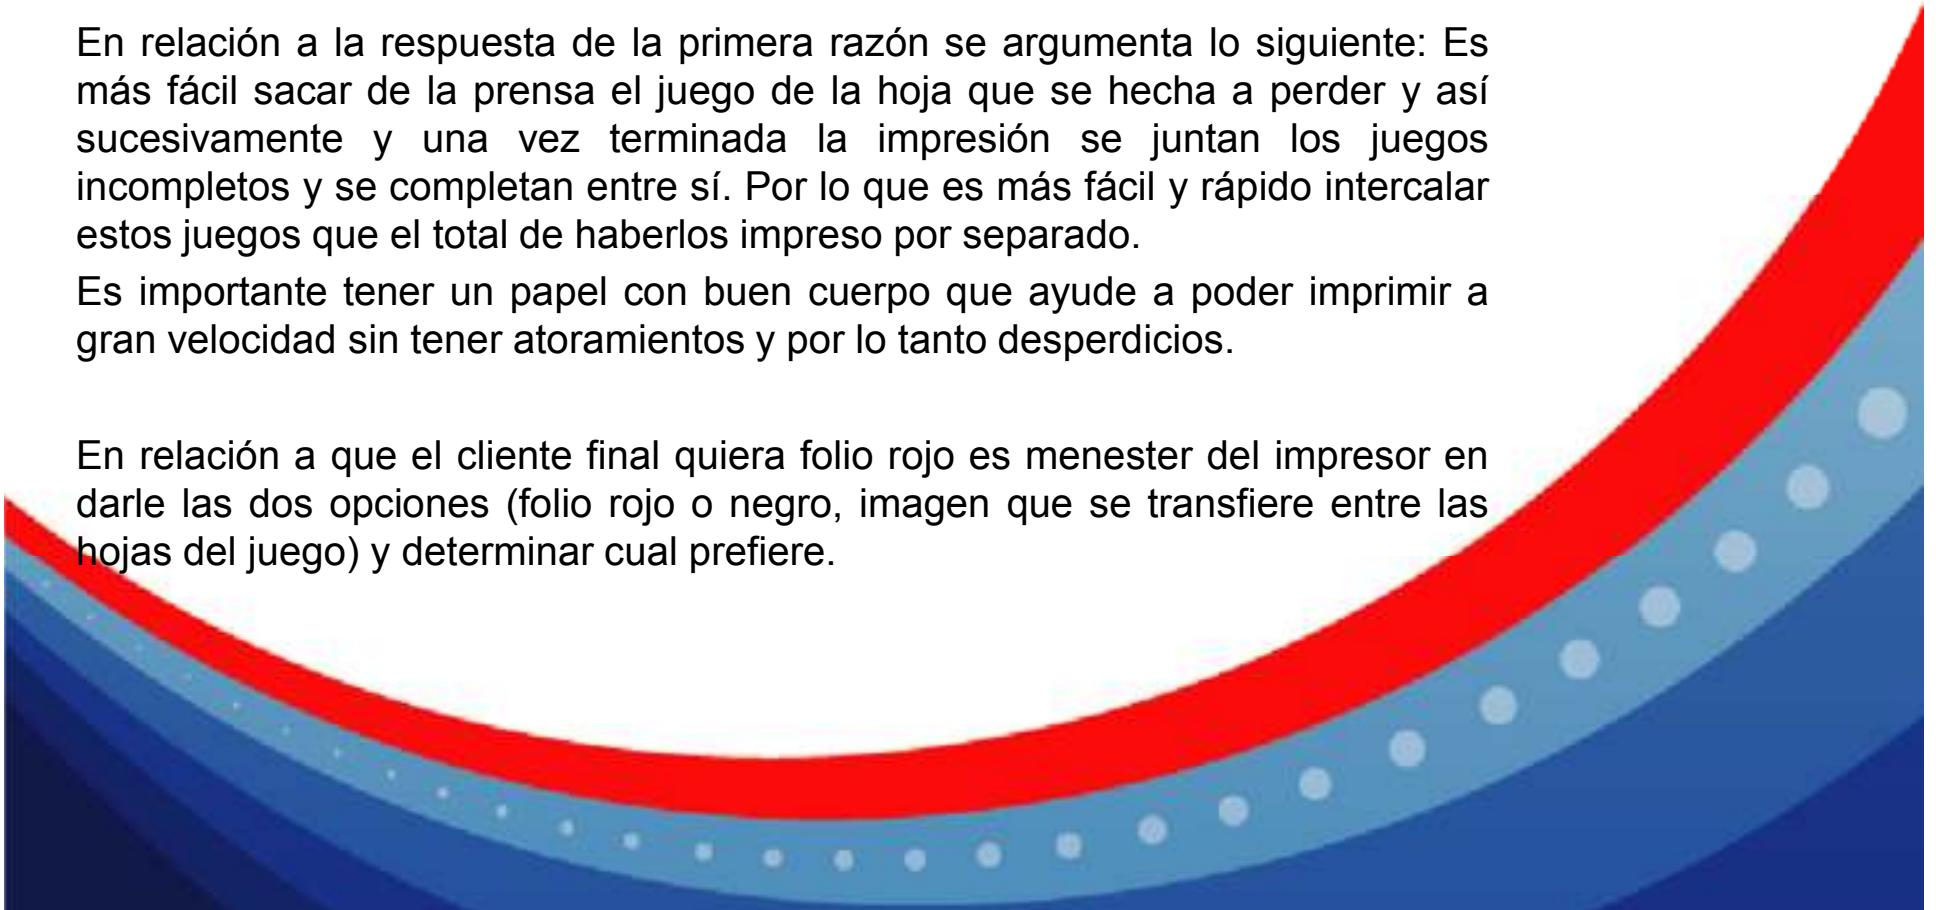 En relación a la respuesta de la primera razón se argumenta lo siguiente: Es
más fácil sacar de la prensa el juego de la hoja que se hecha a perder y así
sucesivamente y una vez terminada la impresión se juntan los juegos
incompletos y se completan entre sí. Por lo que es más fácil y rápido intercalar
estos juegos que el total de haberlos impreso por separado.
Es importante tener un papel con buen cuerpo que ayude a poder imprimir a
gran velocidad sin tener atoramientos y por lo tanto desperdicios.
En relación a que el cliente final quiera folio rojo es menester del impresor en
darle las dos opciones (folio rojo o negro, imagen que se transfiere entre las
hojas del juego) y determinar cual prefiere.